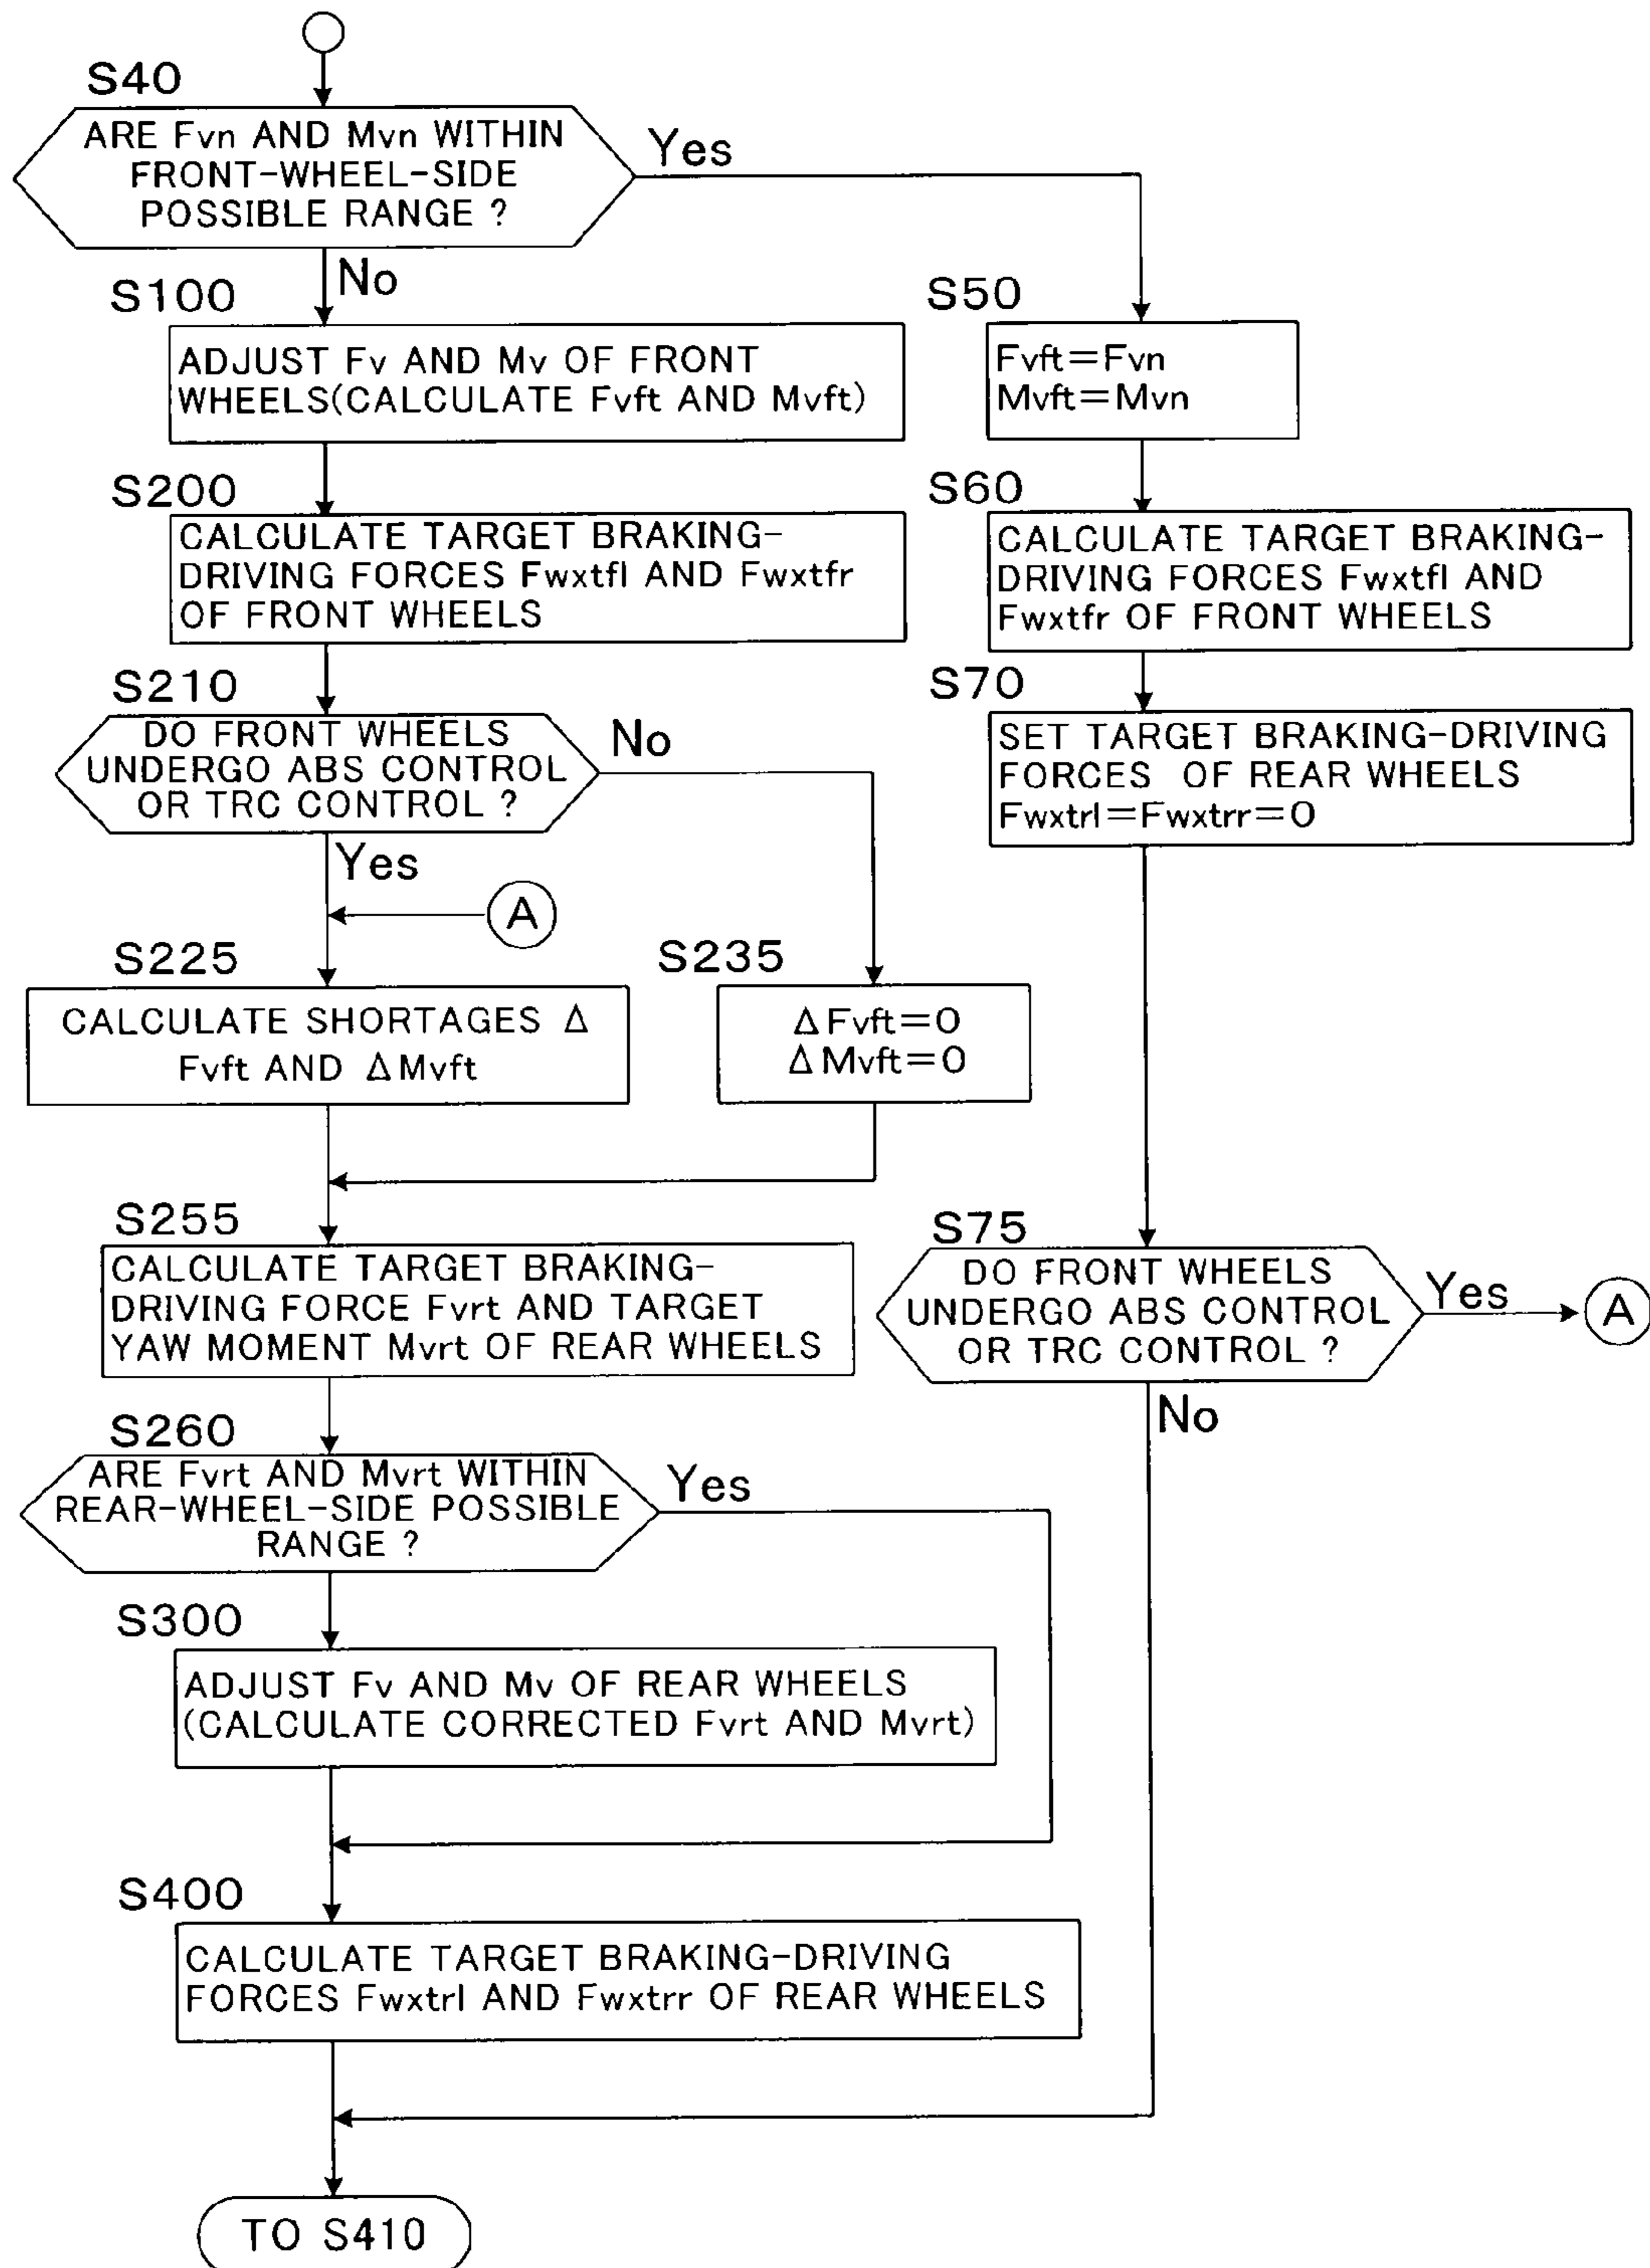 S40
ARE Fvn AND Mvn WITHIN
FRONT-WHEEL-SIDE
POSSIBLE RANGE ?
Yes
No
S100
ADJUST Fv AND Mv OF FRONT
WHEELS(CALCULATE Fvft AND Mvft)
S50
Fvft=Fvn
Mvft=Mvn
S200
CALCULATE TARGET BRAKING-
DRIVING FORCES Fwxtfl AND Fwxtfr
OF FRONT WHEELS
S60
CALCULATE TARGET BRAKING-
DRIVING FORCES Fwxtfl AND
Fwxtfr OF FRONT WHEELS
S210
DO FRONT WHEELS
UNDERGO ABS CONTROL
OR TRC CONTROL ?
No
Yes
S70
SET TARGET BRAKING-DRIVING
FORCES OF REAR WHEELS
Fwxtrl=Fwxtrr=0
A
S225
CALCULATE SHORTAGES Δ
Fvft AND ΔMvft
S235
ΔFvft=0
ΔMvft=0
S255
CALCULATE TARGET BRAKING-
DRIVING FORCE Fvrt AND TARGET
YAW MOMENT Mvrt OF REAR WHEELS
S75
DO FRONT WHEELS
UNDERGO ABS CONTROL
OR TRC CONTROL ?
Yes
A
No
S260
ARE Fvrt AND Mvrt WITHIN
REAR-WHEEL-SIDE POSSIBLE
RANGE ?
Yes
S300
ADJUST Fv AND Mv OF REAR WHEELS
(CALCULATE CORRECTED Fvrt AND Mvrt)
S400
CALCULATE TARGET BRAKING-DRIVING
FORCES Fwxtrl AND Fwxtrr OF REAR WHEELS
TO S410